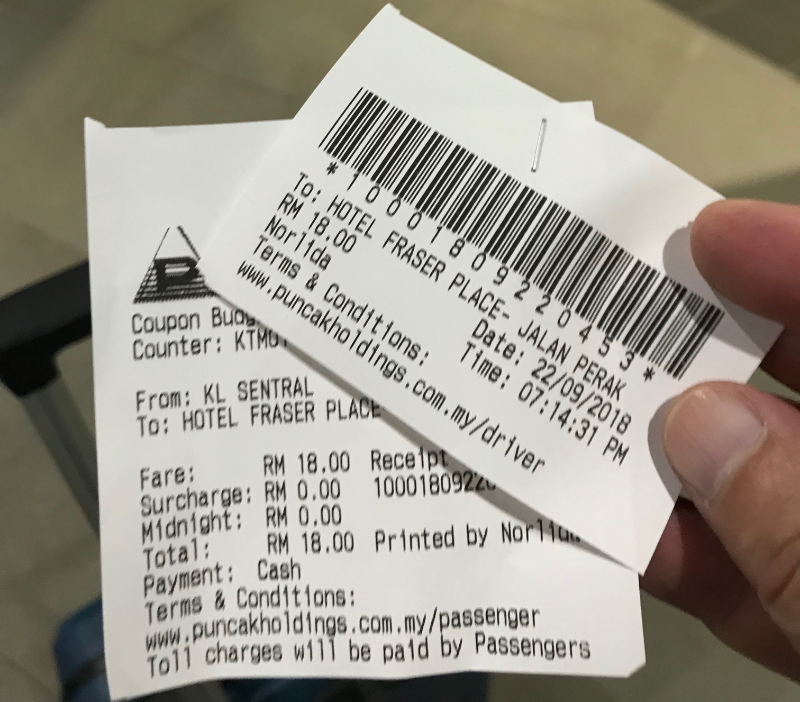 *10001809220453*
To: HOTEL FRASER PLACE- JALAN PERAK
RM 18.00 Date: 22/09/2018
Norlida Time: 07:14:31 PM
Terms & Conditions:
www.puncakholdings.com.my/driver
B
Coupon
Counter:
From: KL SENTRAL
To: HOTEL FRASER PLACE
Fare: RM 18.00 Receipt
Surcharge: RM 0.00
Midnight: RM 0.00
Total: RM 18.00 Printed by Norlida
Payment: Cash
Terms & Conditions:
www.puncakholdings.com.my/passenger
Toll charges will be paid by Passengers